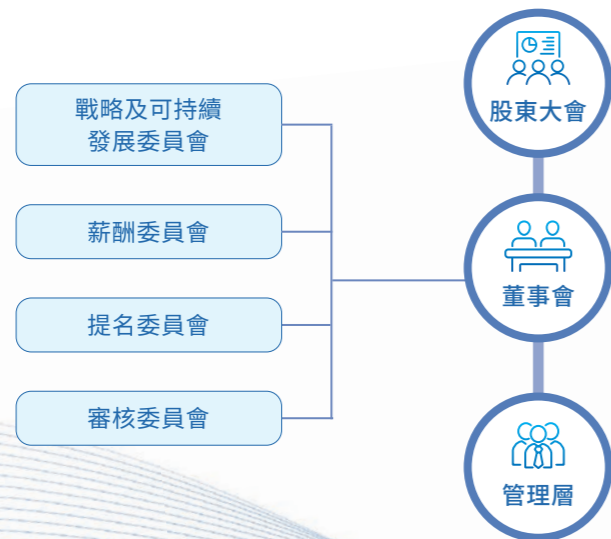 戰略及可持續
發展委員會
薪酬委員會
提名委員會
審核委員會
股東大會
董事會
管理層